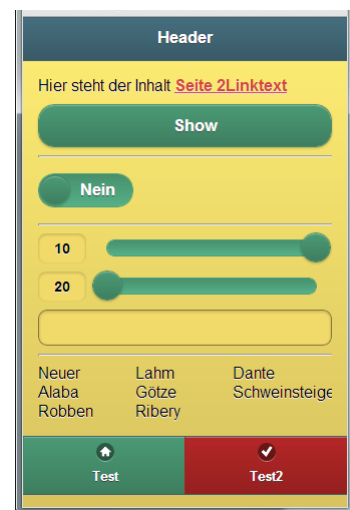 Header
Hier steht der Inhalt Seite 2Linktext
Show
Nein
10
20
Neuer Lahm Dante
Alaba Götze Schweinsteige
Robben Ribery
Test Test2